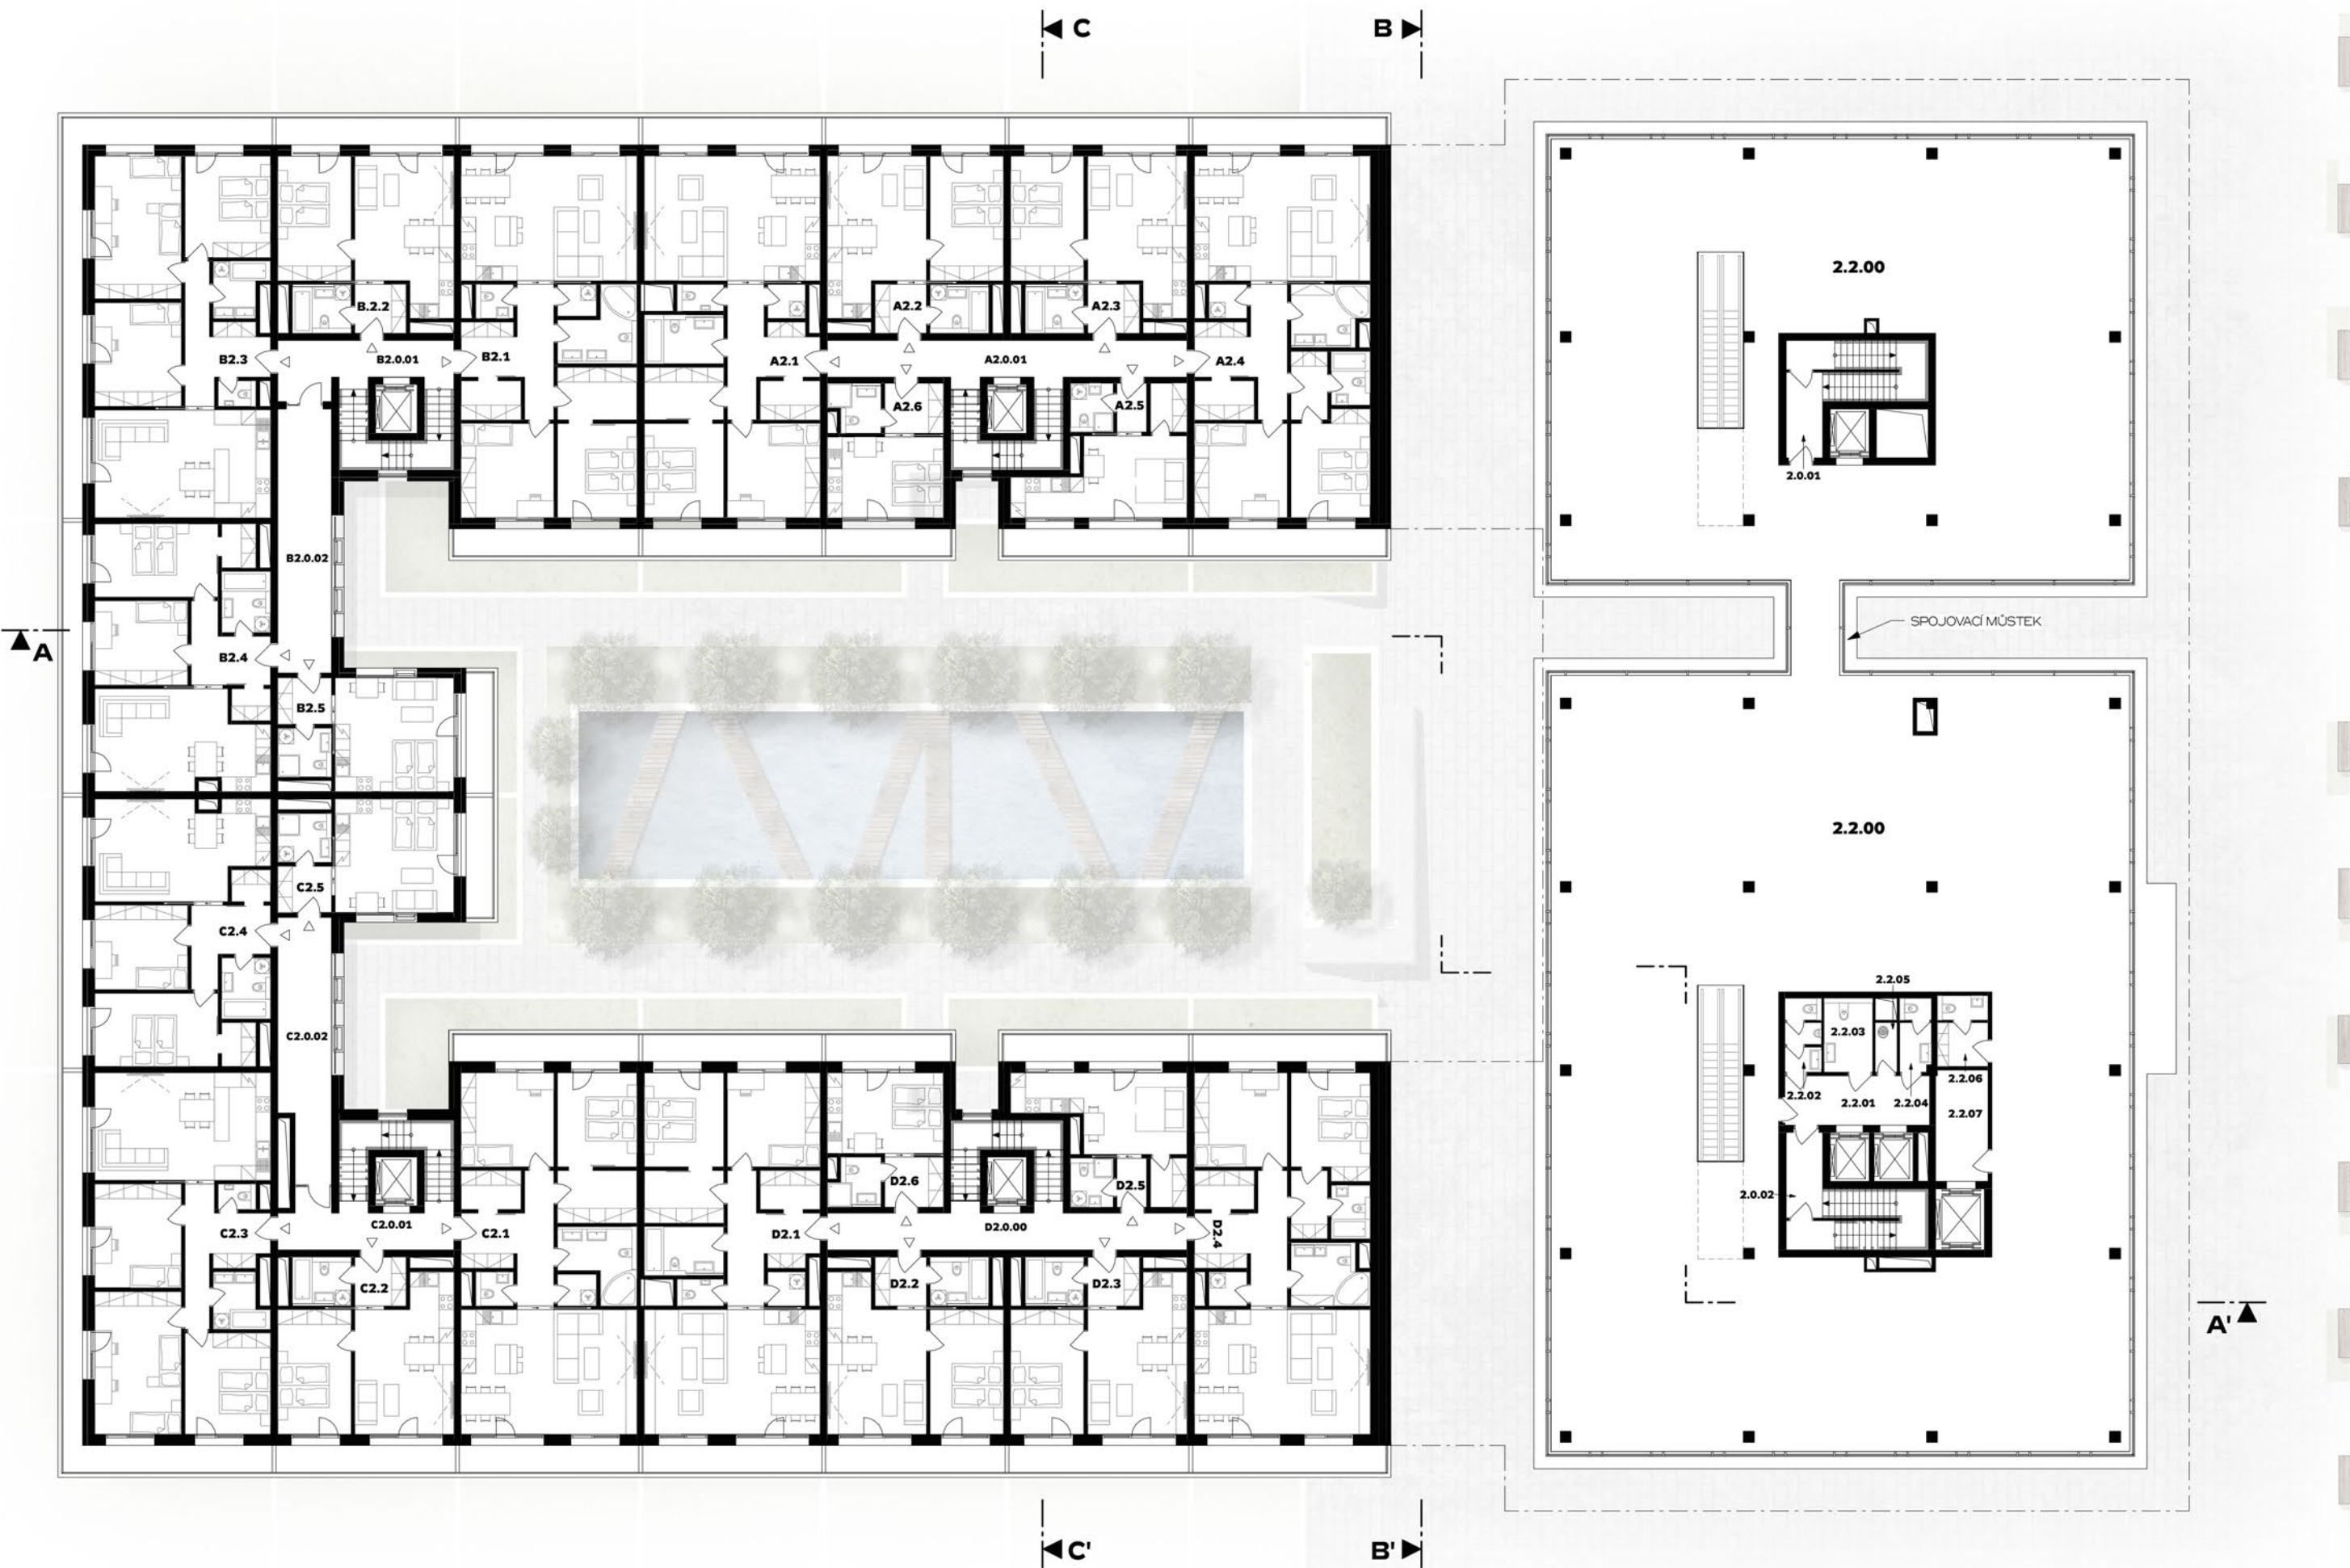 C
B
2.2.00
B.2.2
A2.2
A2.3
B2.3
B2.0.01
B2.1
A2.1
A2.0.01
A2.4
A2.6
A2.5
2.0.01
B2.0.02
SPOJOVACÍ MŮSTEK
A
B2.4
B2.5
2.2.00
C2.5
C2.4
2.2.05
C2.0.02
2.2.03
2.2.06
2.2.02
2.2.01
2.2.04
2.2.07
D2.6
D2.5
2.0.02
C2.3
C2.0.01
C2.1
D2.1
D2.0.00
D2.4
C2.2
D2.2
D2.3
A'
C'
B'